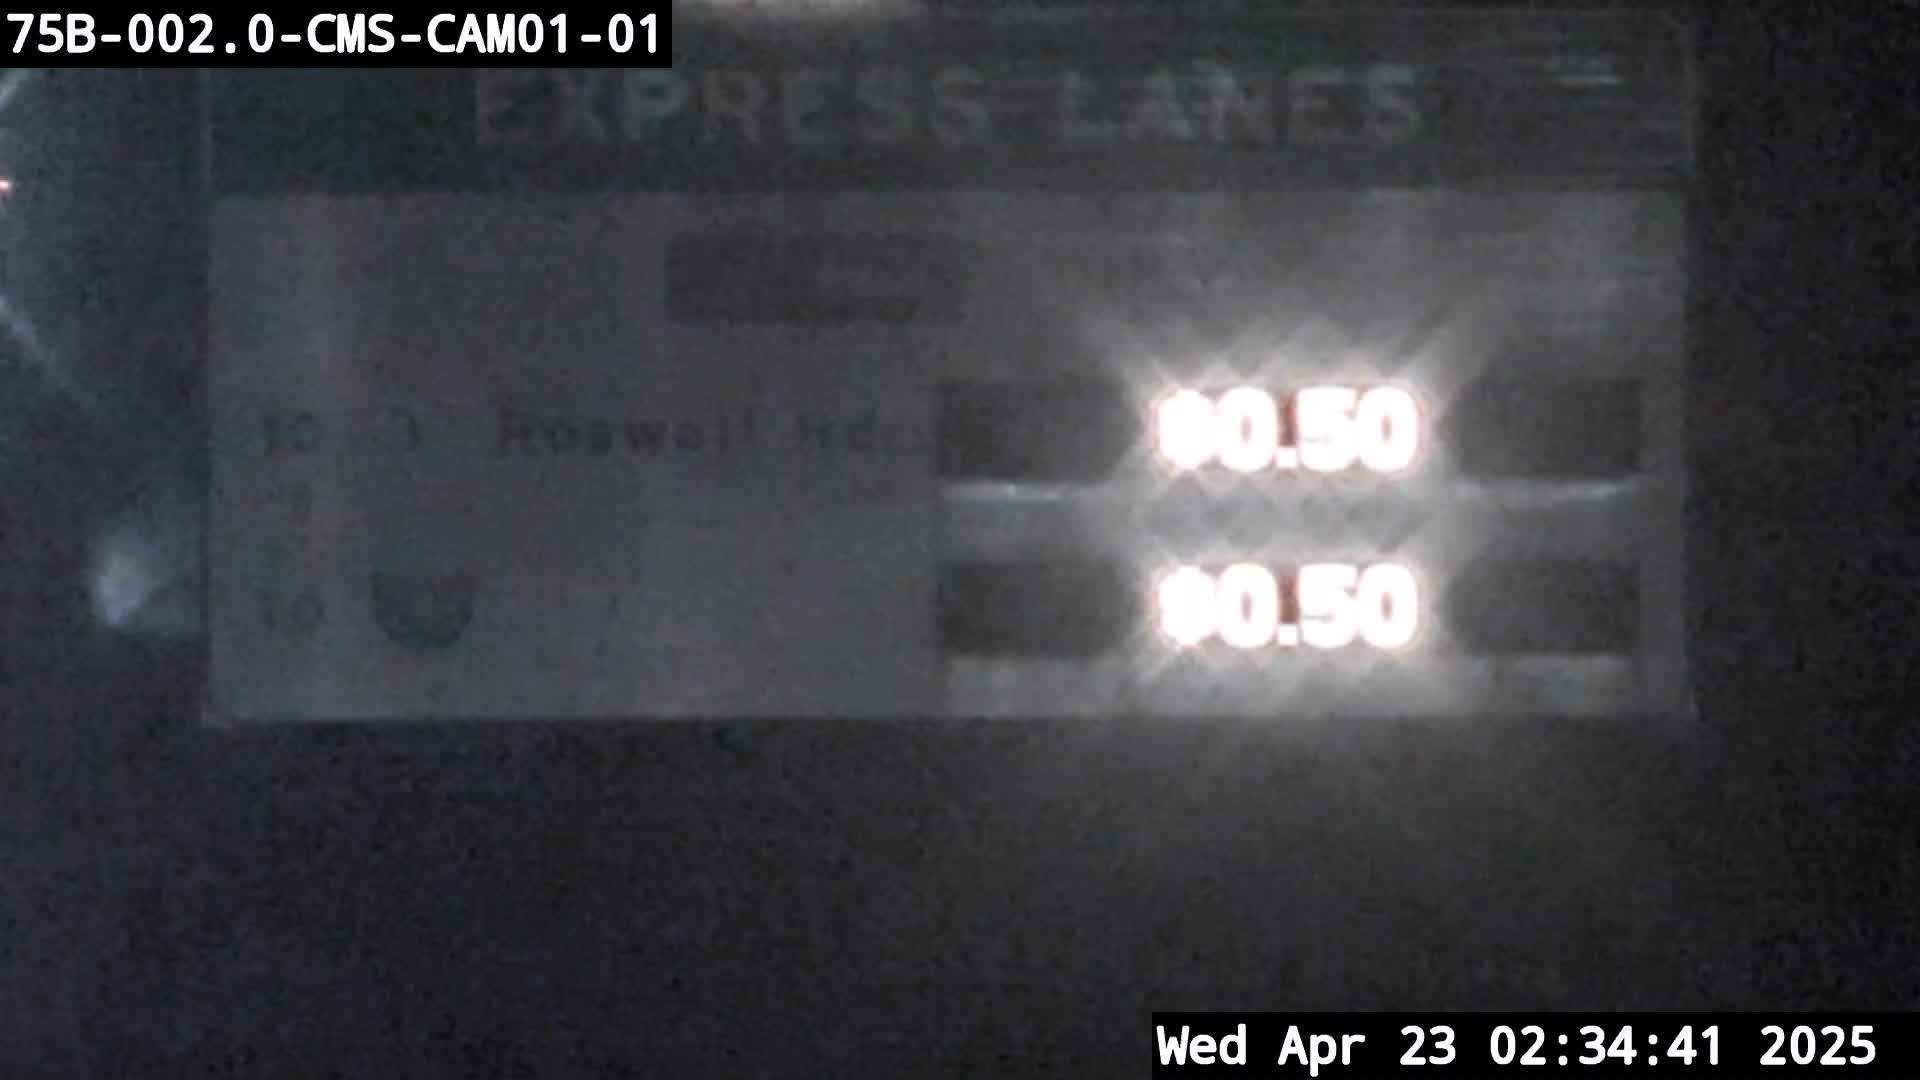 75B-002.0-CMS-CAM01-01
EXPRESS LANES
TO 3 Roswell Rd $0.50
TO $0.50
Wed Apr 23 02:34:41 2025